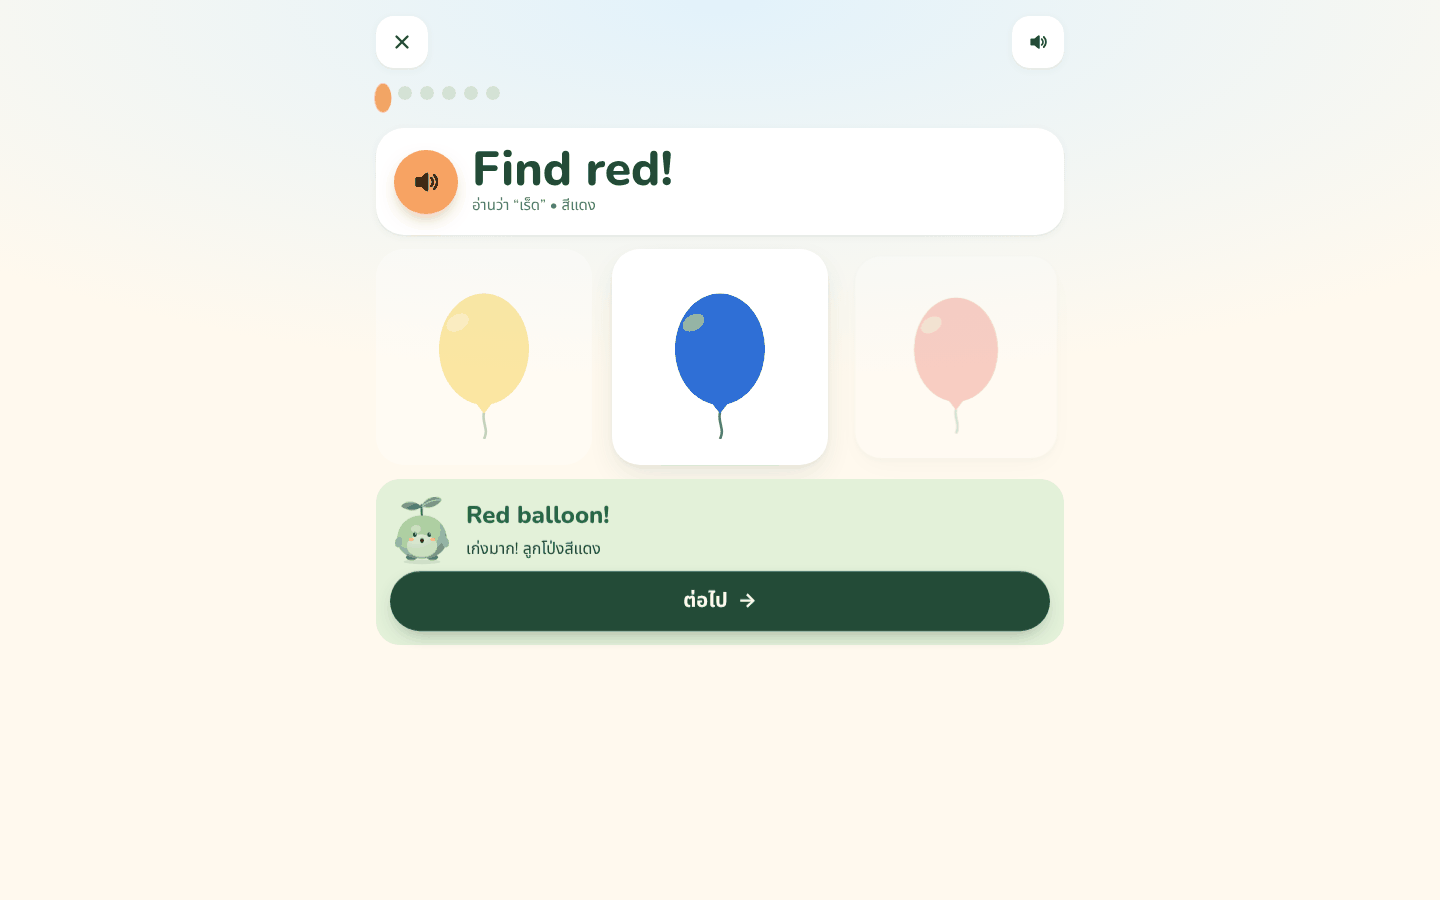 Find red!
อ่านว่า “เร็ด” • สีแดง
Red balloon!
เก่งมาก! ลูกโป่งสีแดง
ต่อไป →